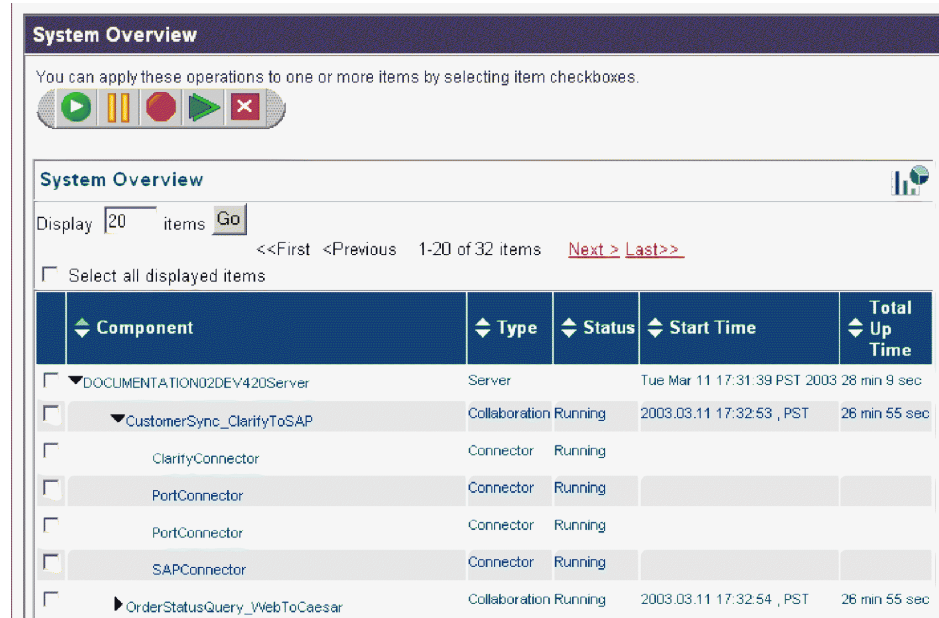 System Overview
You can apply these operations to one or more items by selecting item checkboxes.
System Overview
Display 20 items Go
<<First <Previous 1-20 of 32 items Next > Last>>
Select all displayed items
Component Type Status Start Time Total Up Time
DOCUMENTATION02DEV420Server Server Tue Mar 11 17:31:39 PST 2003 28 min 9 sec
CustomerSync_ClarifyToSAP Collaboration Running 2003.03.11 17:32:53 , PST 26 min 55 sec
ClarifyConnector Connector Running
PortConnector Connector Running
PortConnector Connector Running
SAPConnector Connector Running
OrderStatusQuery_WebToCaesar Collaboration Running 2003.03.11 17:32:54 , PST 26 min 55 sec